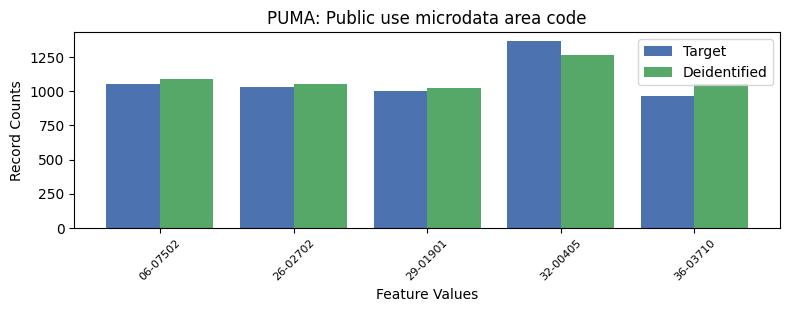 PUMA: Public use microdata area code
Record Counts
1250
1000
750
500
250
0
Target
Deidentified
06-07502
26-02702
29-01901
32-00405
36-03710
Feature Values